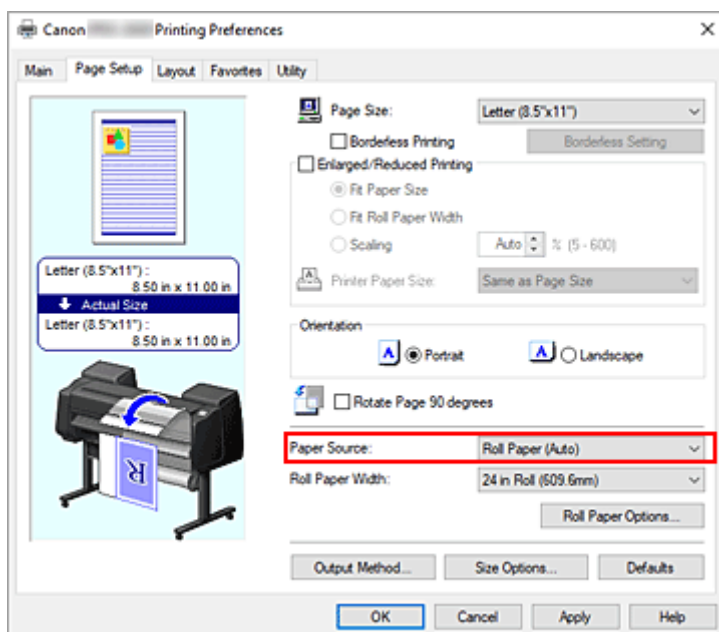 Canon Printing Preferences
Main Page Setup Layout Favorites Utility
Page Size: Letter (8.5"x11")
Borderless Printing Borderless Setting
Enlarged/Reduced Printing
Fit Paper Size
Fit Roll Paper Width
Scaling Auto % (5 - 600)
Printer Paper Size: Same as Page Size
Letter (8.5"x11") :
8.50 in x 11.00 in
Actual Size
Letter (8.5"x11") :
8.50 in x 11.00 in
Orientation
A Portrait A Landscape
Rotate Page 90 degrees
R
Paper Source: Roll Paper (Auto)
Roll Paper Width: 24 in Roll (609.6mm)
Roll Paper Options...
Output Method... Size Options... Defaults
OK Cancel Apply Help